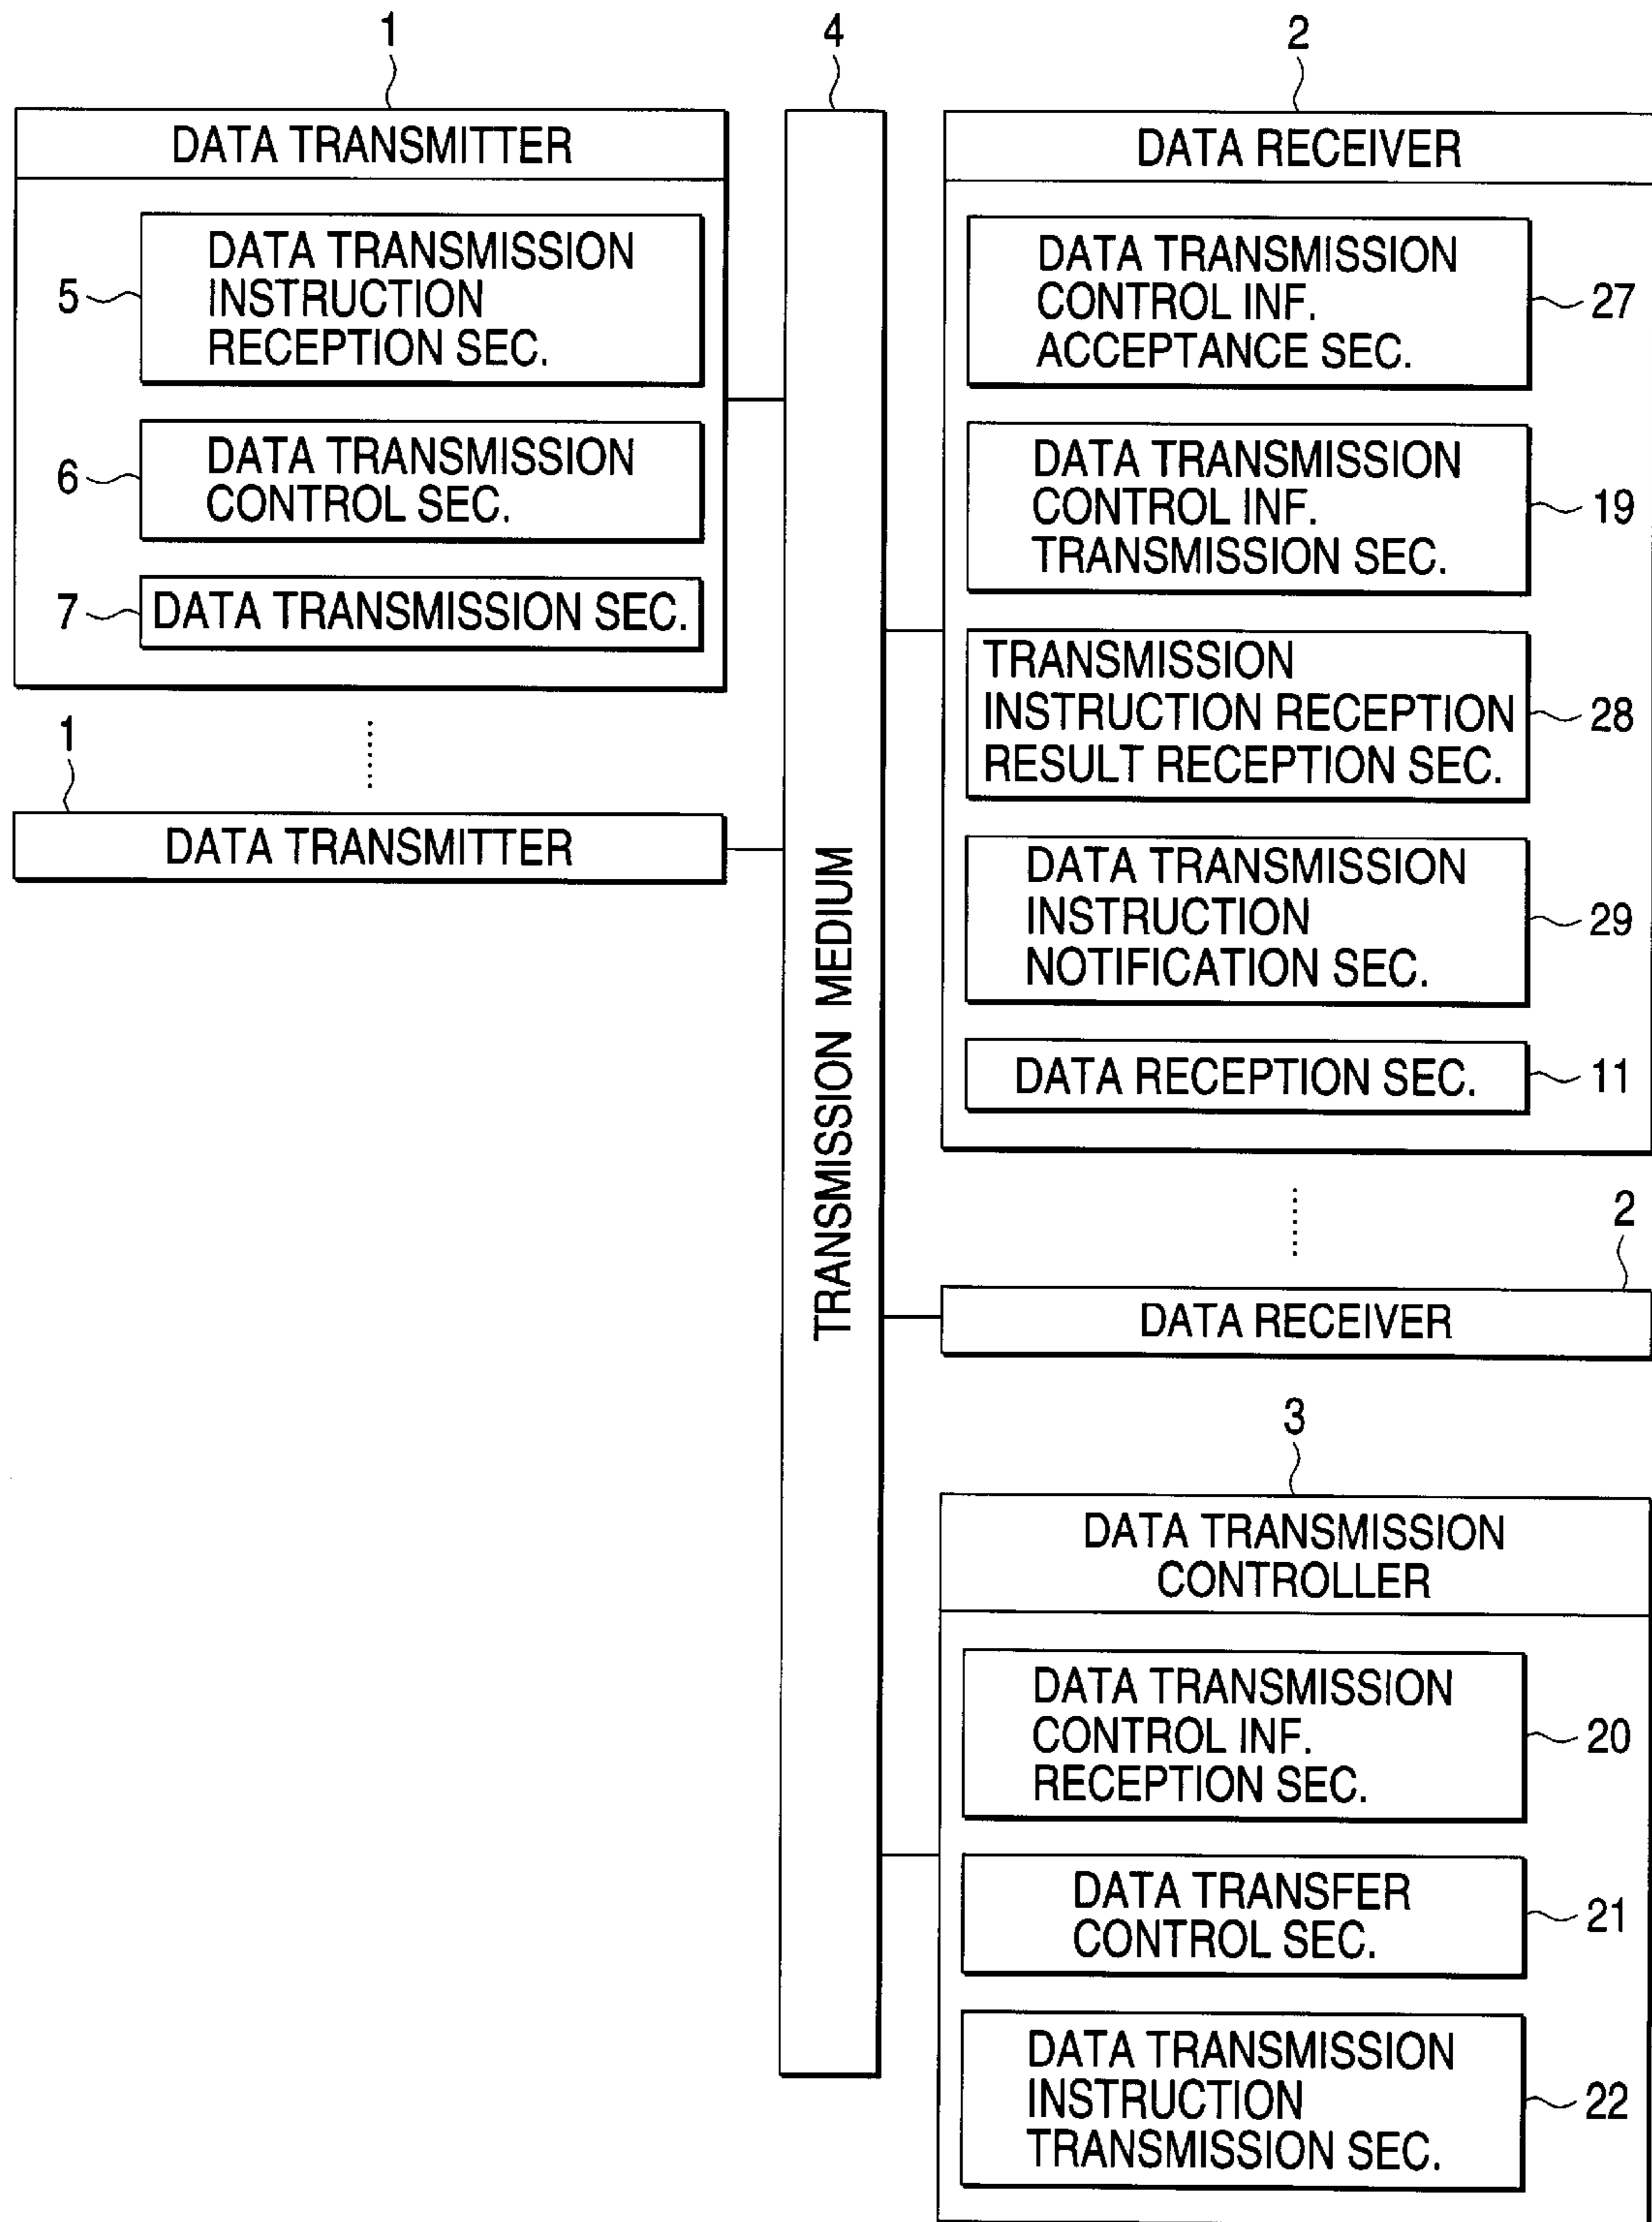 1
4
2
DATA TRANSMITTER
5
DATA TRANSMISSION
INSTRUCTION
RECEPTION SEC.
6
DATA TRANSMISSION
CONTROL SEC.
7
DATA TRANSMISSION SEC.
1
DATA TRANSMITTER
TRANSMISSION MEDIUM
DATA RECEIVER
DATA TRANSMISSION
CONTROL INF.
ACCEPTANCE SEC.
27
DATA TRANSMISSION
CONTROL INF.
TRANSMISSION SEC.
19
TRANSMISSION
INSTRUCTION RECEPTION
RESULT RECEPTION SEC.
28
DATA TRANSMISSION
INSTRUCTION
NOTIFICATION SEC.
29
DATA RECEPTION SEC.
11
2
DATA RECEIVER
3
DATA TRANSMISSION
CONTROLLER
DATA TRANSMISSION
CONTROL INF.
RECEPTION SEC.
20
DATA TRANSFER
CONTROL SEC.
21
DATA TRANSMISSION
INSTRUCTION
TRANSMISSION SEC.
22